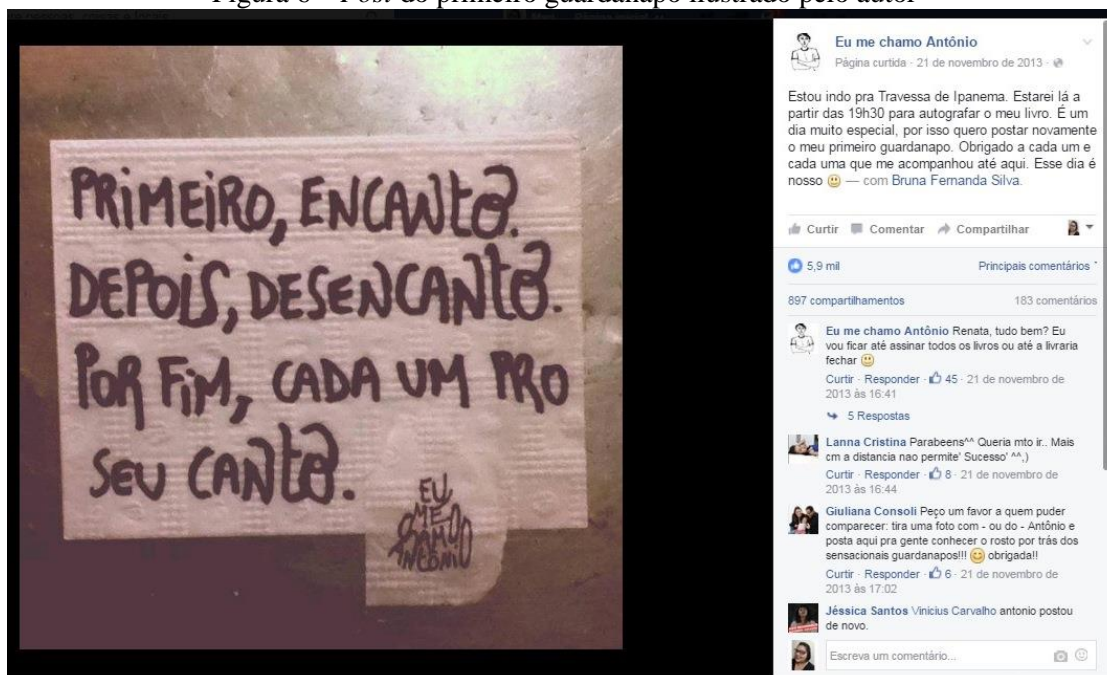 Figura 6 – Post do primeiro guardanapo ilustrado pelo autor
PRIMEIRO, ENCANTO.
DEPOIS, DESENCANTO.
POR FIM, CADA UM PRO
SEU CANTO.
EU
ME
CHAMO
ANTÔNIO
Eu me chamo Antônio
Página curtida · 21 de novembro de 2013 ·
Estou indo pra Travessa de Ipanema. Estarei lá a
partir das 19h30 para autografar o meu livro. É um
dia muito especial, por isso quero postar novamente
o meu primeiro guardanapo. Obrigado a cada um e
cada uma que me acompanhou até aqui. Esse dia é
nosso 🙂 — com Bruna Fernanda Silva.
Curtir Comentar Compartilhar
5,9 mil Principais comentários
897 compartilhamentos 183 comentários
Eu me chamo Antônio Renata, tudo bem? Eu
vou ficar até assinar todos os livros ou até a livraria
fechar 🙂
Curtir · Responder · 45 · 21 de novembro de
2013 às 16:41
5 Respostas
Lanna Cristina Parabeens^^ Queria mto ir.. Mais
cm a distancia nao permite' Sucesso' ^^,)
Curtir · Responder · 8 · 21 de novembro de
2013 às 16:44
Giuliana Consoli Peço um favor a quem puder
comparecer: tira uma foto com - ou do - Antônio e
posta aqui pra gente conhecer o rosto por trás dos
sensacionais guardanapos!!! 😊 obrigada!!
Curtir · Responder · 6 · 21 de novembro de
2013 às 17:02
Jéssica Santos Vinicius Carvalho antonio postou
de novo.
Escreva um comentário...